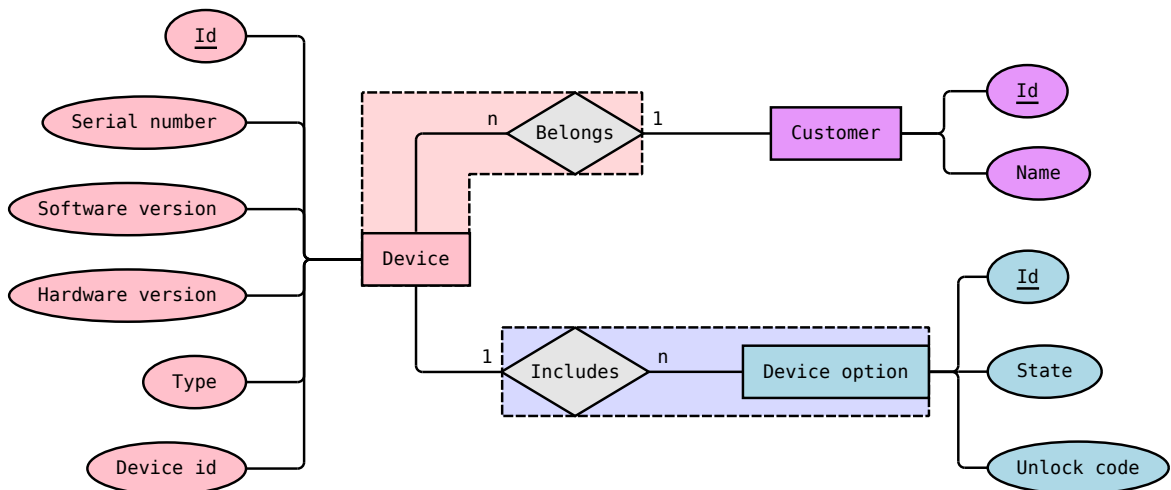 Id
Serial number
Software version
Hardware version
Type
Device id
Device
n
Belongs
1
Customer
Id
Name
1
Includes
n
Device option
Id
State
Unlock code